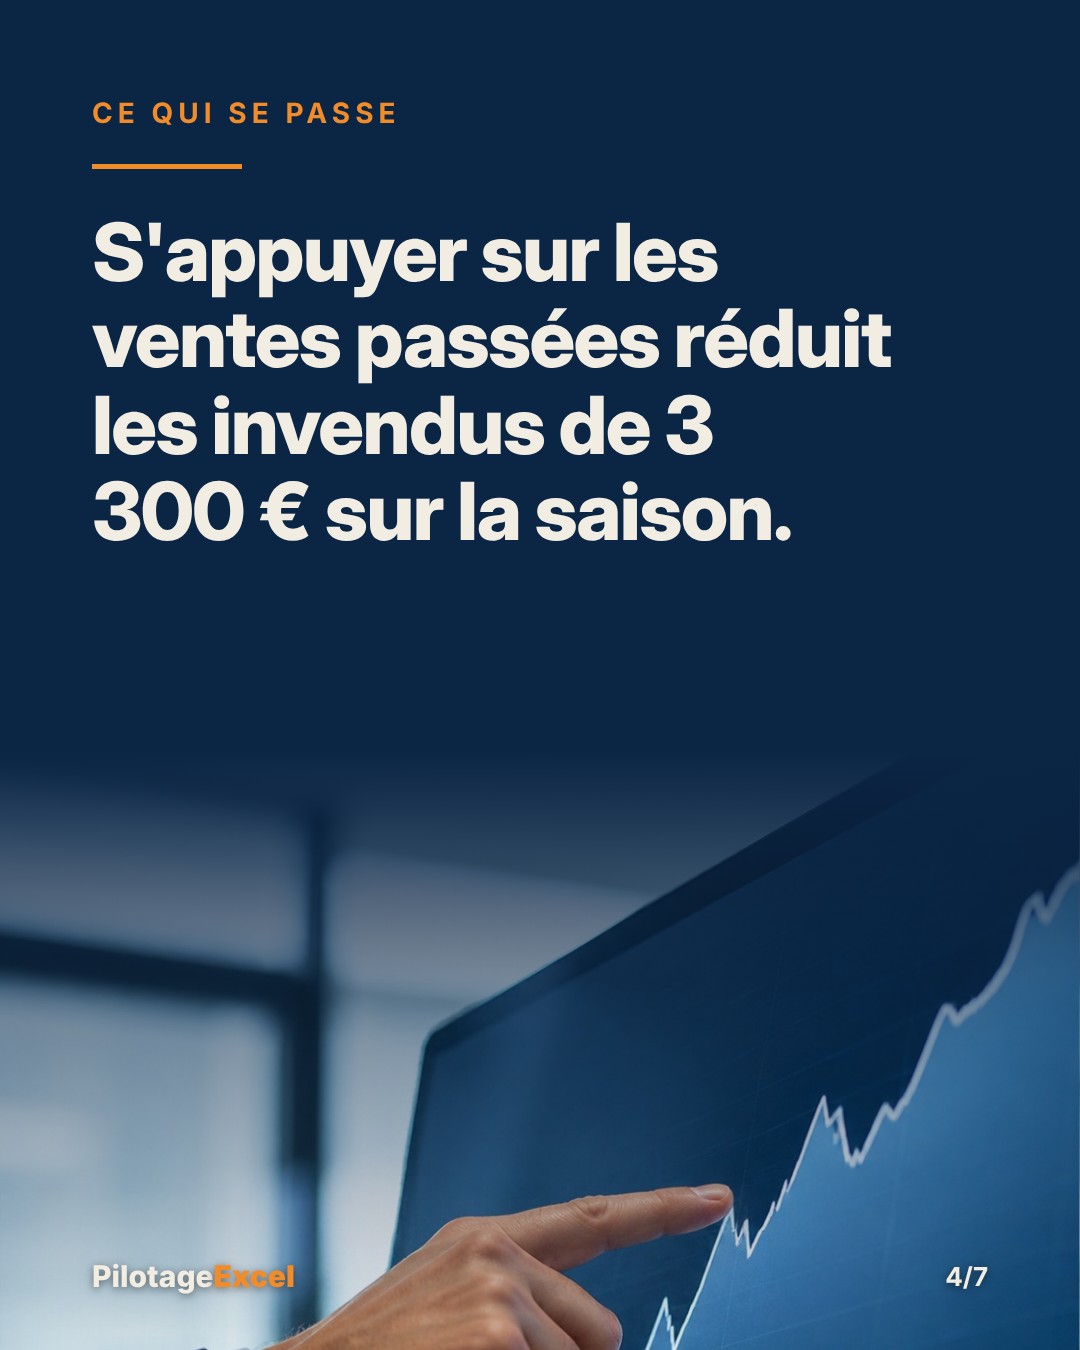 CE QUI SE PASSE
S'appuyer sur les
ventes passées réduit
les invendus de 3
300 € sur la saison.
PilotageExcel
4/7